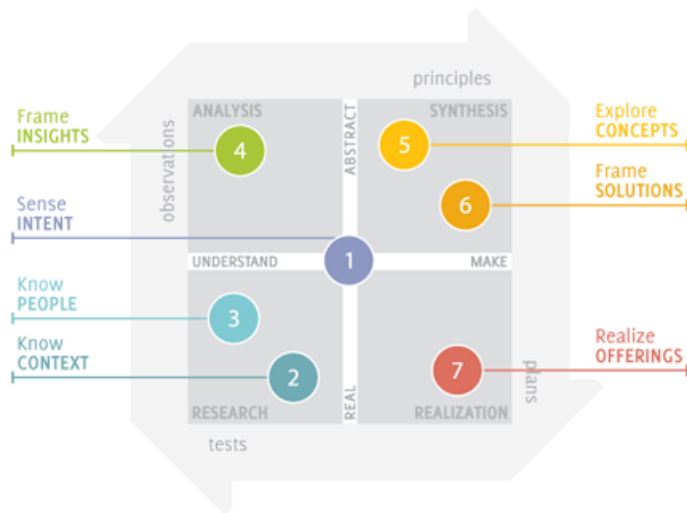 principles
Frame
INSIGHTS
ANALYSIS
SYNTHESIS
Explore
CONCEPTS
4
5
ABSTRACT
observations
Frame
SOLUTIONS
6
Sense
INTENT
UNDERSTAND
1
MAKE
Know
PEOPLE
3
Know
CONTEXT
2
Realize
OFFERINGS
7
plans
REAL
RESEARCH
REALIZATION
tests